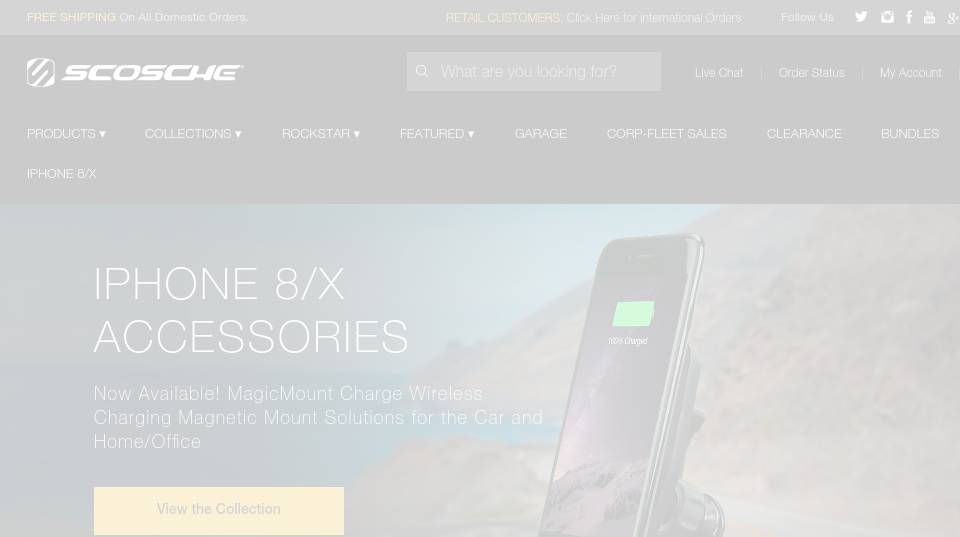 FREE SHIPPING On All Domestic Orders.
RETAIL CUSTOMERS: Click Here for International Orders
Follow Us
SCOSCHE
What are you looking for?
Live Chat
Order Status
My Account
PRODUCTS ▾
COLLECTIONS ▾
ROCKSTAR ▾
FEATURED ▾
GARAGE
CORP-FLEET SALES
CLEARANCE
BUNDLES
IPHONE 8/X
IPHONE 8/X
ACCESSORIES
100% Charged
Now Available! MagicMount Charge Wireless
Charging Magnetic Mount Solutions for the Car and
Home/Office
View the Collection